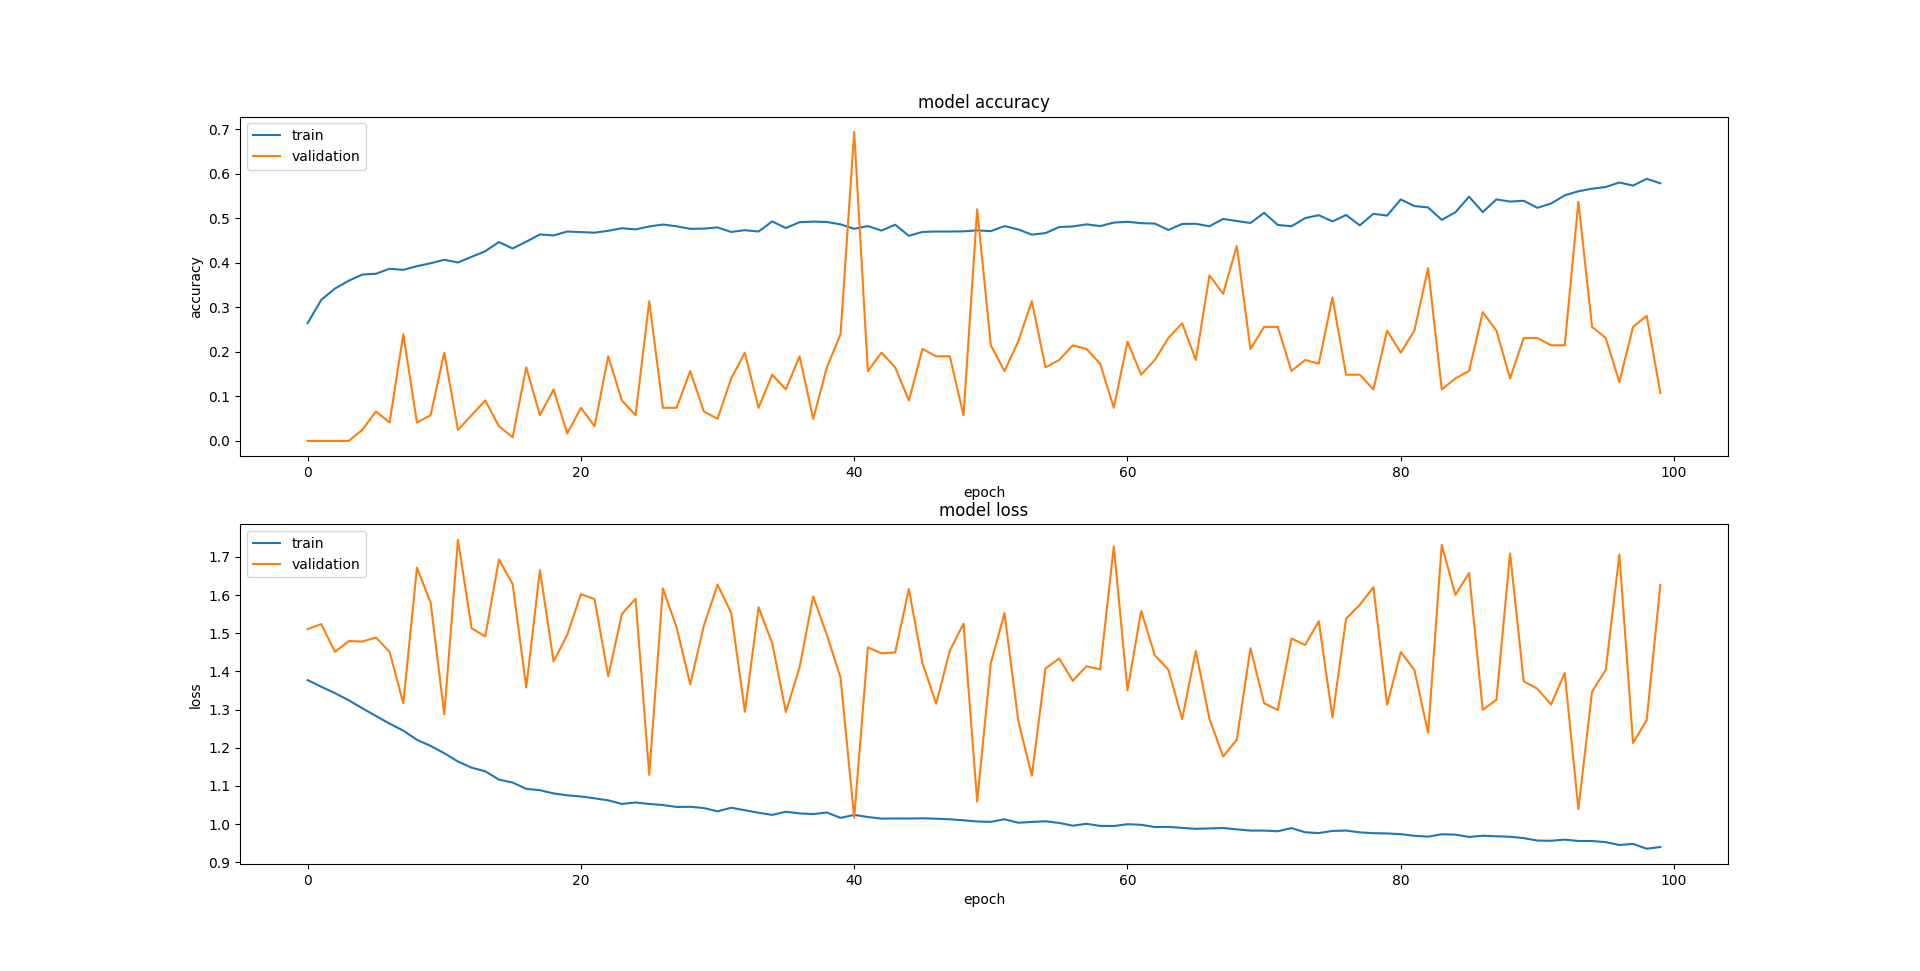 model accuracy
train
validation
0.7
0.6
0.5
0.4
0.3
0.2
0.1
0.0
accuracy
0 20 40 60 80 100
epoch
model loss
train
validation
1.7
1.6
1.5
1.4
1.3
1.2
1.1
1.0
0.9
loss
0 20 40 60 80 100
epoch